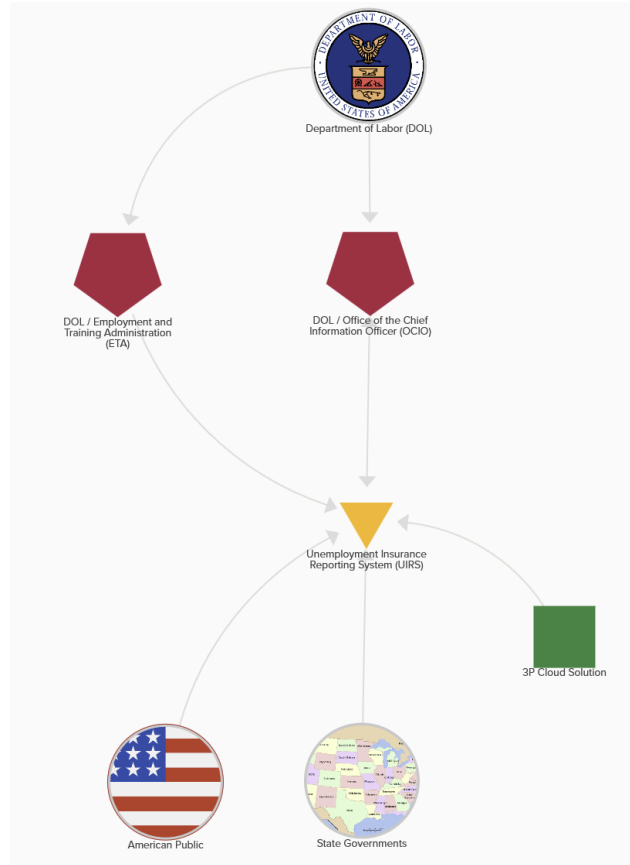 DEPARTMENT OF LABOR
UNITED STATES OF AMERICA
Department of Labor (DOL)
DOL / Employment and
Training Administration
(ETA)
DOL / Office of the Chief
Information Officer (OCIO)
Unemployment Insurance
Reporting System (UIRS)
3P Cloud Solution
American Public
State Governments